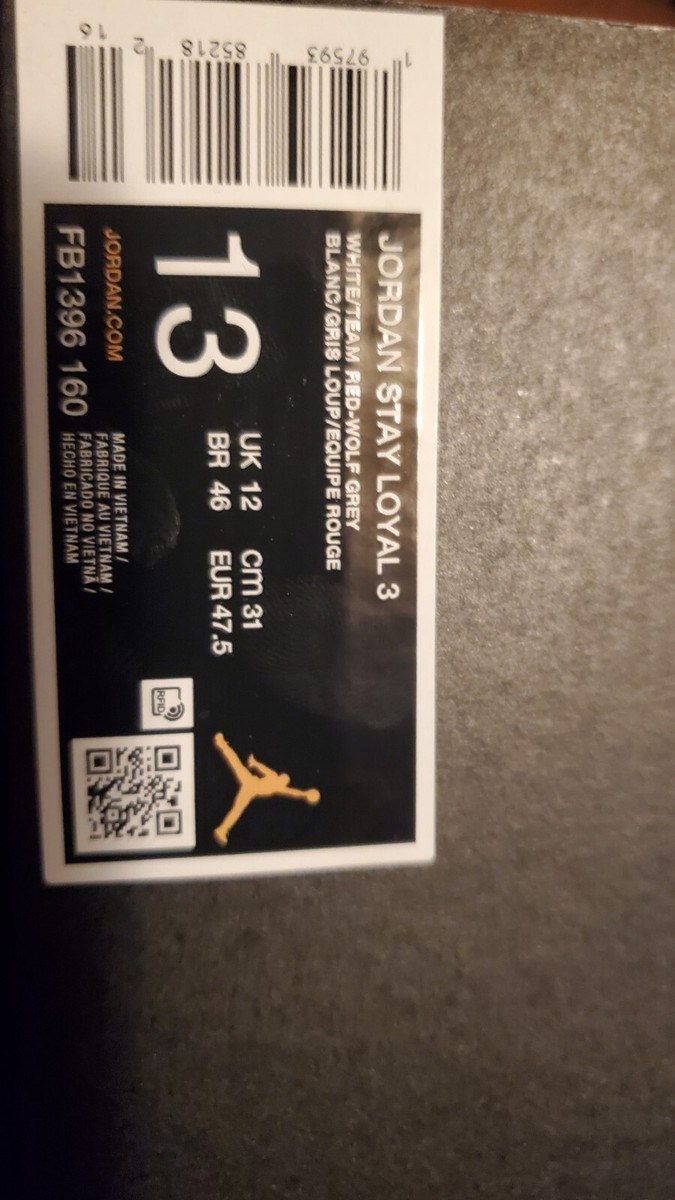 JORDAN STAY LOYAL 3
WHITE/TEAM RED-WOLF GREY
BLANC/GRIS LOUP/EQUIPE ROUGE
13
UK 12 cm 31
BR 46 EUR 47.5
JORDAN.COM
FB1396 160
MADE IN VIETNAM /
FABRIQUE AU VIETNAM /
FABRICADO NO VIETNÃ /
HECHO EN VIETNAM
RFID
1 97593 85218 2 16